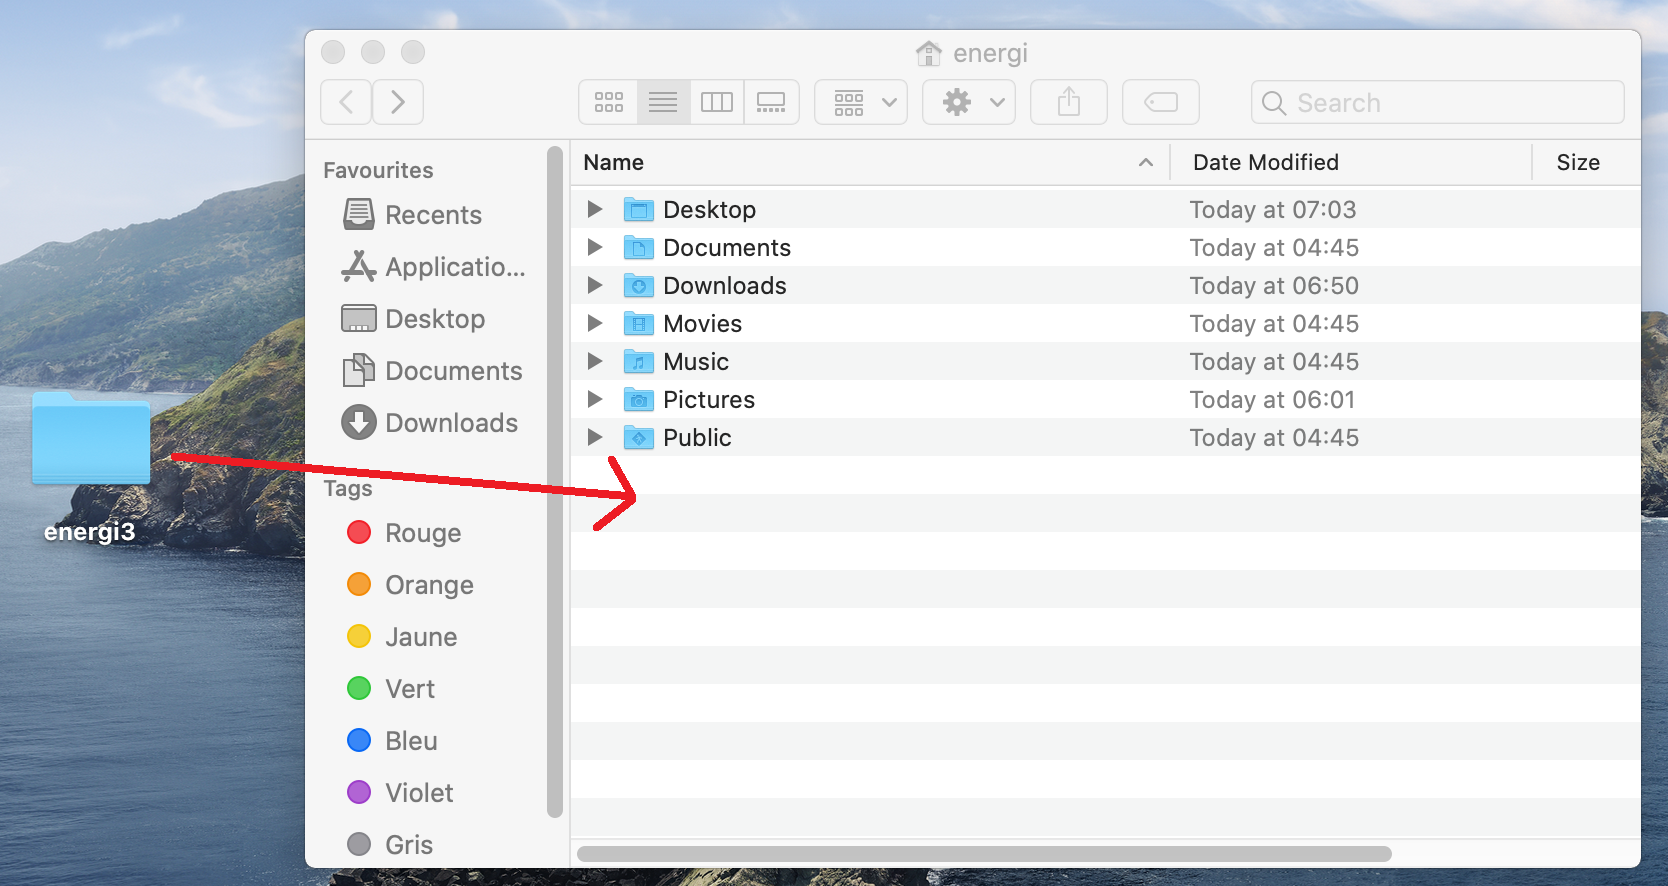 energi
Search
Favourites
Recents
Applicatio...
Desktop
Documents
Downloads
Tags
Rouge
Orange
Jaune
Vert
Bleu
Violet
Gris
Name Date Modified Size
Desktop Today at 07:03
Documents Today at 04:45
Downloads Today at 06:50
Movies Today at 04:45
Music Today at 04:45
Pictures Today at 06:01
Public Today at 04:45
energi3